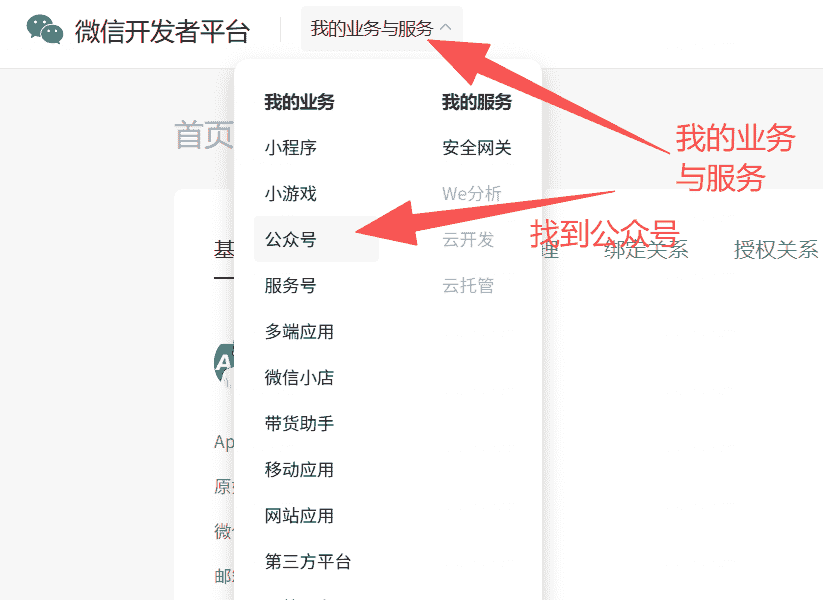 微信开发者平台
我的业务与服务
我的业务
我的服务
小程序
安全网关
小游戏
We分析
公众号
云开发
服务号
云托管
多端应用
微信小店
带货助手
移动应用
网站应用
第三方平台
首页
基
理
绑定关系
授权关系
Ap
原
微
邮
我的业务
与服务
找到公众号